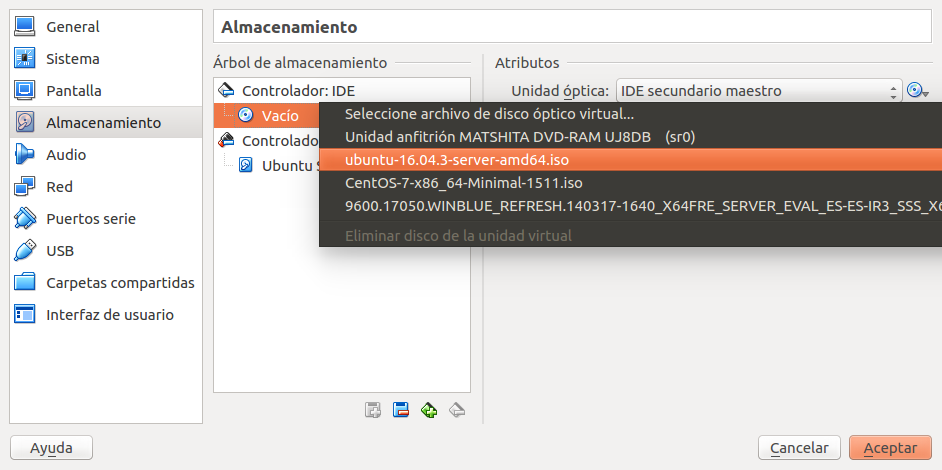 General
Sistema
Pantalla
Almacenamiento
Audio
Red
Puertos serie
USB
Carpetas compartidas
Interfaz de usuario
Almacenamiento
Árbol de almacenamiento
Controlador: IDE
Vacío
Controlado
Ubuntu S
Atributos
Unidad óptica: IDE secundario maestro
Seleccione archivo de disco óptico virtual...
Unidad anfitrión MATSHITA DVD-RAM UJ8DB (sr0)
ubuntu-16.04.3-server-amd64.iso
CentOS-7-x86_64-Minimal-1511.iso
9600.17050.WINBLUE_REFRESH.140317-1640_X64FRE_SERVER_EVAL_ES-ES-IR3_SSS_X6
Eliminar disco de la unidad virtual
Ayuda
Cancelar
Aceptar